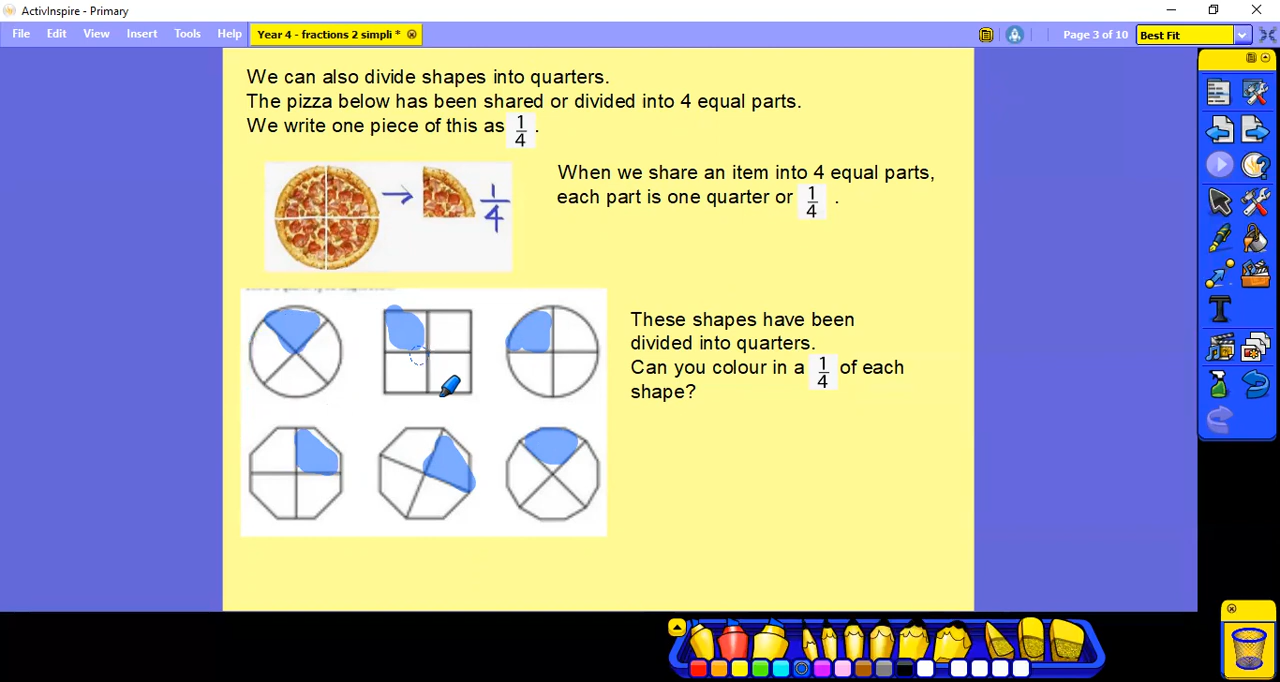 ActivInspire - Primary
File Edit View Insert Tools Help
Year 4 - fractions 2 simpli *
Page 3 of 10
Best Fit
We can also divide shapes into quarters.
The pizza below has been shared or divided into 4 equal parts.
We write one piece of this as 1/4.
1/4
When we share an item into 4 equal parts,
each part is one quarter or 1/4 .
These shapes have been
divided into quarters.
Can you colour in a 1/4 of each
shape?